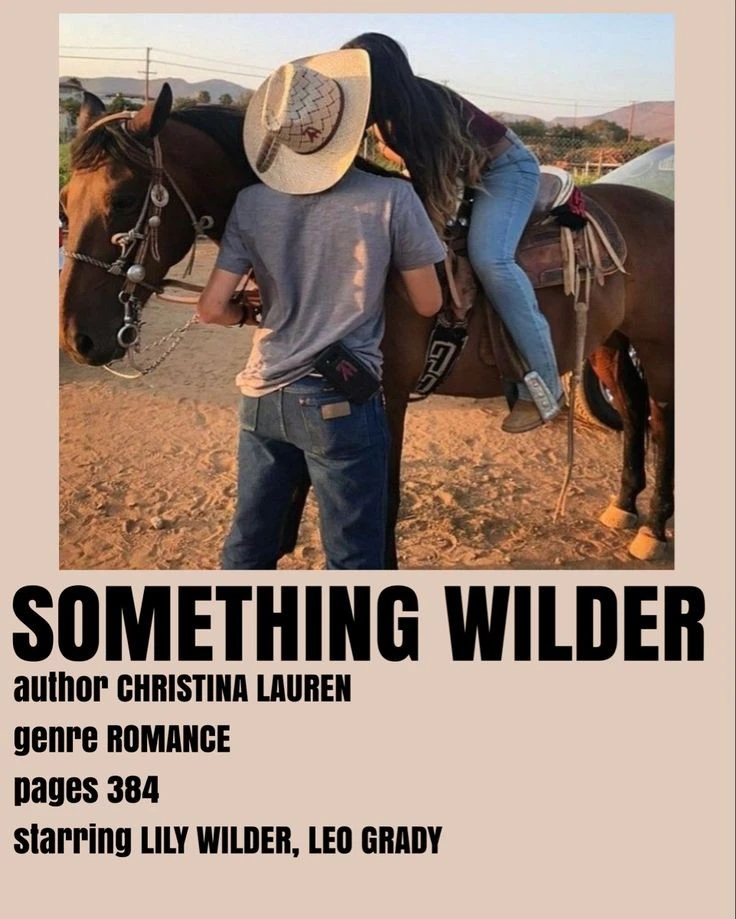 SOMETHING WILDER
author CHRISTINA LAUREN
genre ROMANCE
pages 384
starring LILY WILDER, LEO GRADY